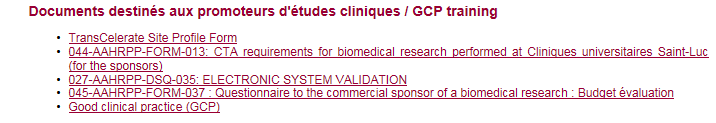 Documents destinés aux promoteurs d'études cliniques / GCP training
TransCelerate Site Profile Form
044-AAHRPP-FORM-013: CTA requirements for biomedical research performed at Cliniques universitaires Saint-Luc
(for the sponsors)
027-AAHRPP-DSQ-035: ELECTRONIC SYSTEM VALIDATION
045-AAHRPP-FORM-037 : Questionnaire to the commercial sponsor of a biomedical research : Budget évaluation
Good clinical practice (GCP)